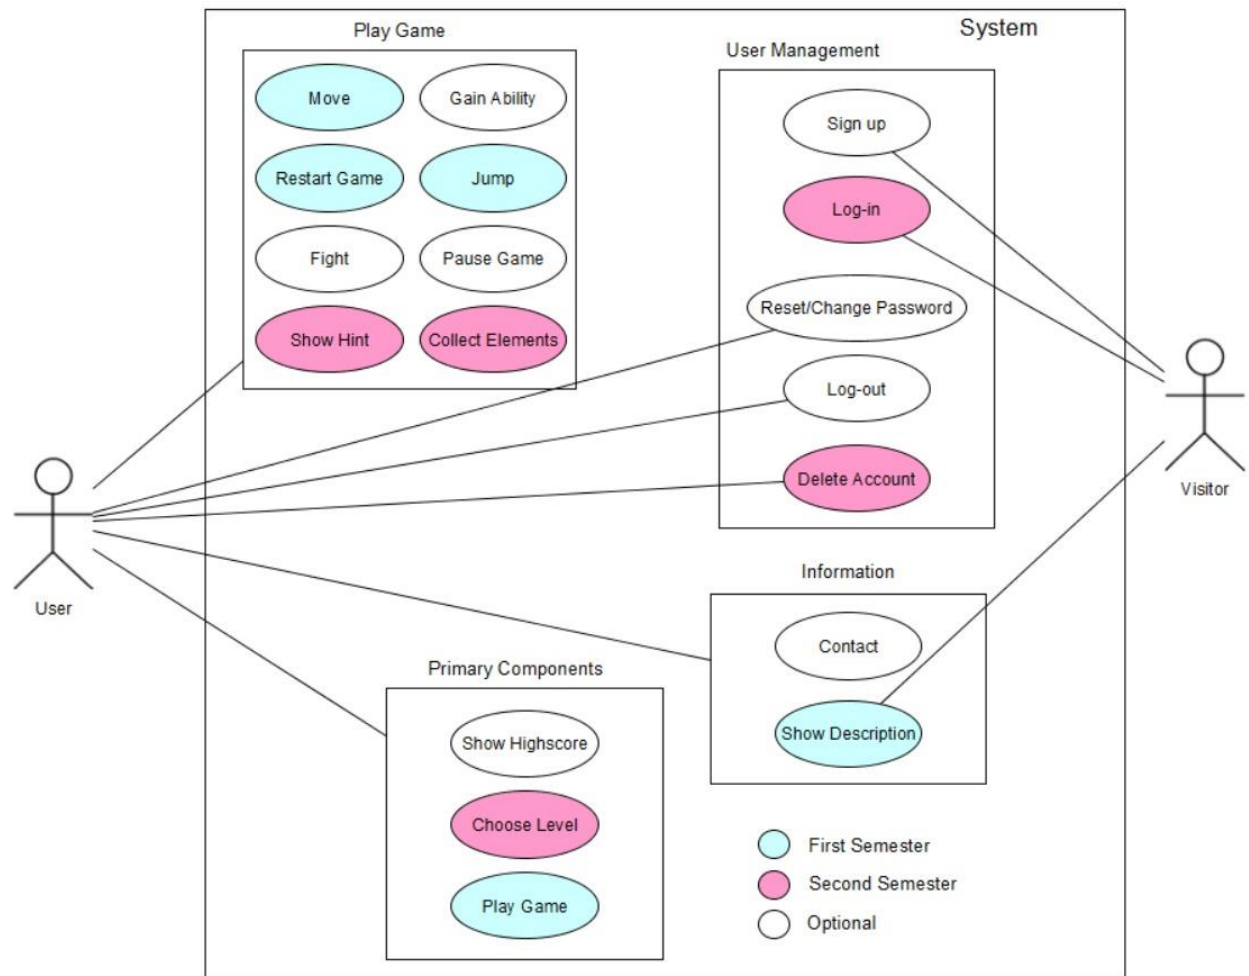 System
Play Game
Move
Gain Ability
Restart Game
Jump
Fight
Pause Game
Show Hint
Collect Elements
User Management
Sign up
Log-in
Reset/Change Password
Log-out
Delete Account
User
Visitor
Information
Contact
Show Description
Primary Components
Show Highscore
Choose Level
Play Game
First Semester
Second Semester
Optional